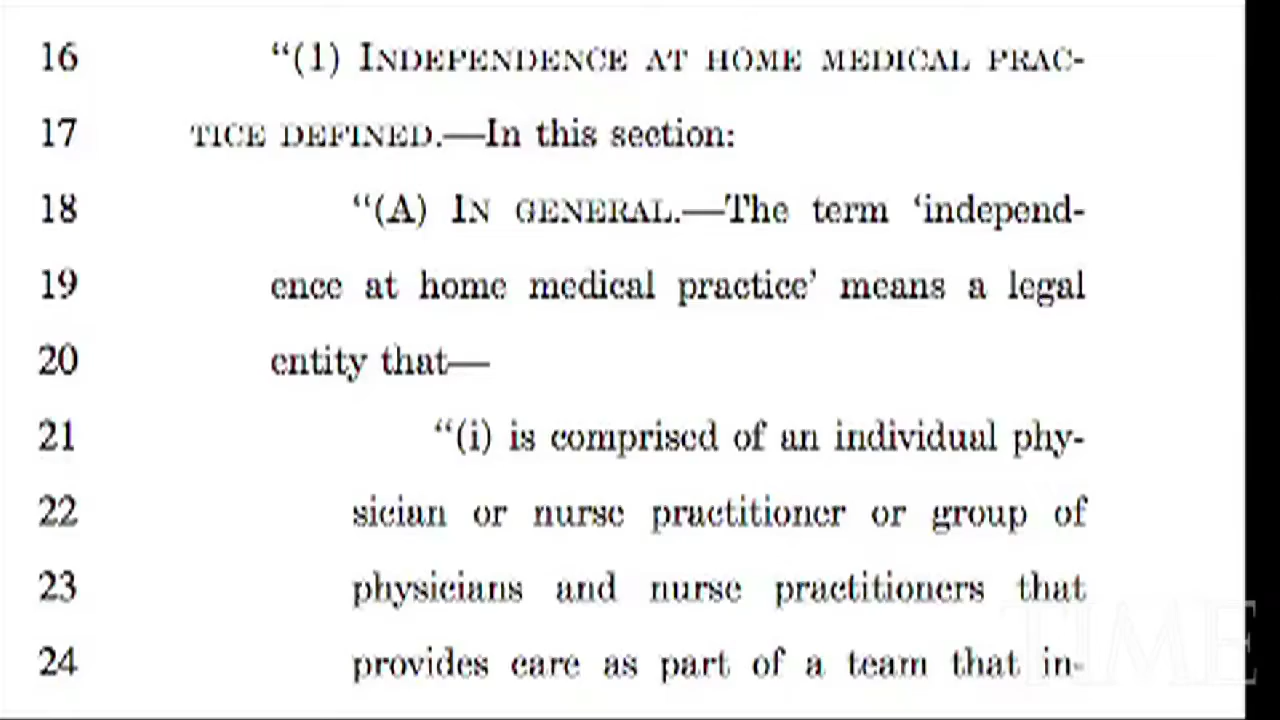 16 “(1) INDEPENDENCE AT HOME MEDICAL PRAC-
17 TICE DEFINED.—In this section:
18 “(A) IN GENERAL.—The term ‘independ-
19 ence at home medical practice’ means a legal
20 entity that—
21 “(i) is comprised of an individual phy-
22 sician or nurse practitioner or group of
23 physicians and nurse practitioners that
24 provides care as part of a team that in-
TIME